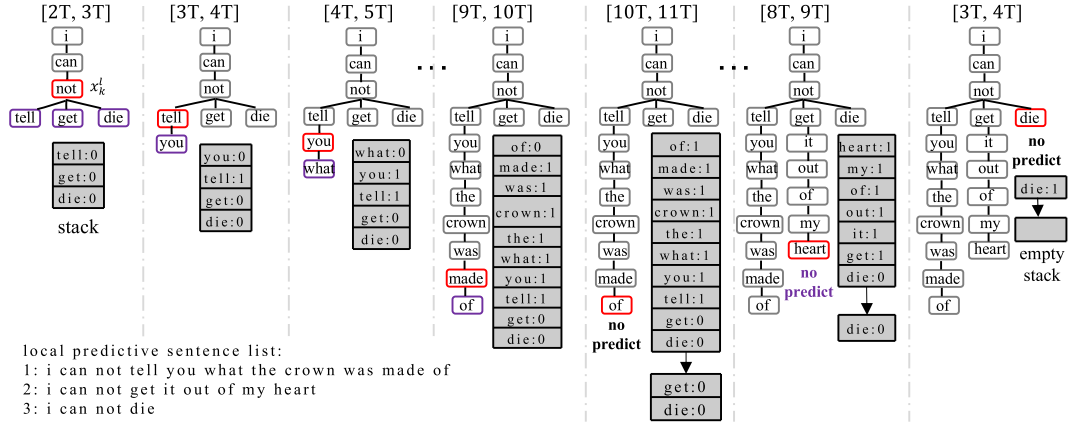 [2T, 3T]
i
can
not x_k^l
tell get die
tell:0
get:0
die:0
stack
[3T, 4T]
i
can
not
tell get die
you
you:0
tell:1
get:0
die:0
[4T, 5T]
i
can
not
tell get die
you
what
what:0
you:1
tell:1
get:0
die:0
...
[9T, 10T]
i
can
not
tell get die
you
what
the
crown
was
made
of
of:0
made:1
was:1
crown:1
the:1
what:1
you:1
tell:1
get:0
die:0
[10T, 11T]
i
can
not
tell get die
you
what
the
crown
was
made
of
no
predict
of:1
made:1
was:1
crown:1
the:1
what:1
you:1
tell:1
get:0
die:0
get:0
die:0
...
[8T, 9T]
i
can
not
tell get die
you it
what out
the of
crown my
was heart
made
of
no
predict
heart:1
my:1
of:1
out:1
it:1
get:1
die:0
die:0
[3T, 4T]
i
can
not
tell get die
you it
what out
the of
crown my
was heart
made
of
no
predict
die:1
empty
stack
local predictive sentence list:
1: i can not tell you what the crown was made of
2: i can not get it out of my heart
3: i can not die